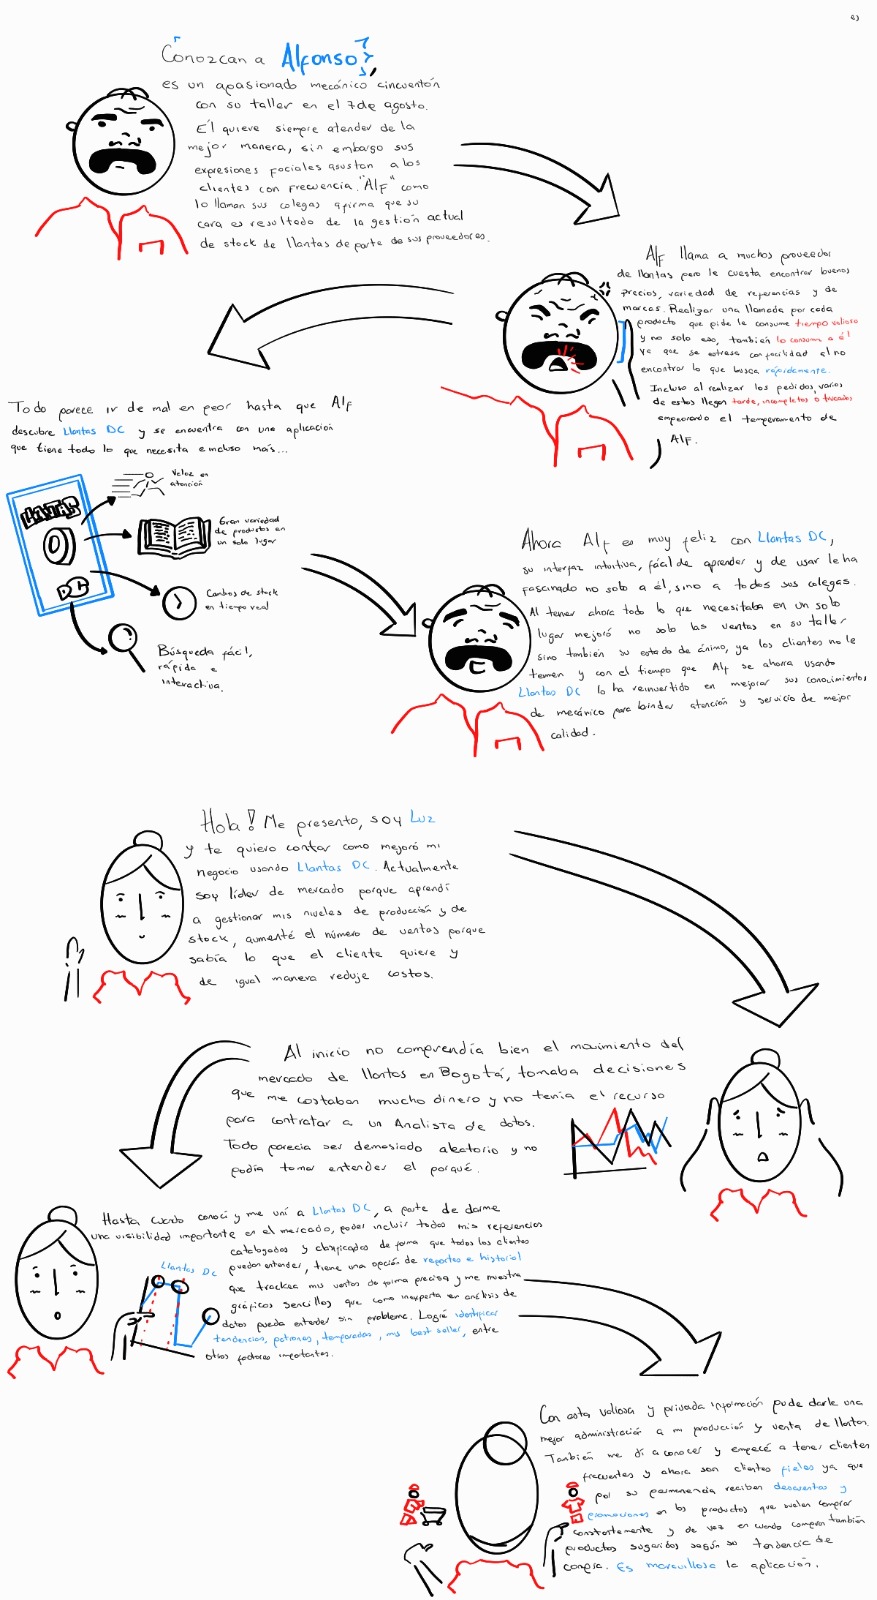 Conozcan a Alfonso,
es un apasionado mecánico cincuentón
con su taller en el 7 de agosto.
Él quiere siempre atender de la
mejor manera, sin embargo sus
expresiones faciales asustan a los
clientes con frecuencia. "Alf" como
lo llaman sus colegas afirma que su
cara es resultado de la gestión actual
de stock de llantas de parte de sus proveedores.
Alf llama a muchos proveedor
de llantas pero le cuesta encontrar buenos
precios, variedad de referencias y de
marcas. Realizar una llamada por cada
producto que pide le consume tiempo valioso
y no solo eso, también lo consume a él
ya que se estresa con facilidad al no
encontrar lo que busca rápidamente.
Incluso al realizar los pedidos, varios
de estos llegan tarde, incompletos o trocados
empeorando el temperamento de
Alf.
Todo parece ir de mal en peor hasta que Alf
descubre Llantas DC y se encuentra con una aplicación
que tiene todo lo que necesita e incluso más...
LLANTAS
DC
Veloz en
atención
Gran variedad
de productos en
un solo lugar
Cambios de stock
en tiempo real
Búsqueda fácil,
rápida e
interactiva.
Ahora Alf es muy feliz con Llantas DC,
su interfaz intuitiva, fácil de aprender y de usar le ha
fascinado no solo a él, sino a todos sus colegas.
Al tener ahora todo lo que necesitaba en un solo
lugar mejoró no solo las ventas en su taller
sino también su estado de ánimo, ya los clientes no le
temen y con el tiempo que Alf se ahorra usando
Llantas DC lo ha reinvertido en mejorar sus conocimientos
de mecánico para brindar atención y servicio de mejor
calidad.
Hola! Me presento, soy Luz
y te quiero contar como mejoró mi
negocio usando Llantas DC. Actualmente
soy líder de mercado porque aprendí
a gestionar mis niveles de producción y de
stock, aumenté el número de ventas porque
sabía lo que el cliente quiere y
de igual manera reduje costos.
Al inicio no comprendía bien el movimiento del
mercado de llantas en Bogotá, tomaba decisiones
que me costaban mucho dinero y no tenía el recurso
para contratar a un Analista de datos.
Todo parecía ser demasiado aleatorio y no
podía tomar entender el porqué.
Hasta cuando conocí y me uní a Llantas DC, a parte de darme
una visibilidad importante en el mercado, poder incluir todas mis referencias
catalogadas y clasificadas de forma que todos los clientes
puedan entender, tiene una opción de reportes e historial
que trackea mis ventas de forma precisa y me muestra
gráficos sencillos que como inexperta en análisis de
datos pueda entender sin problema. Logré identificar
tendencias, patrones, temporadas, mis best seller, entre
otros factores importantes.
Llantas DC
Con esta valiosa y privada información pude darle una
mejor administración a mi producción y venta de llantas.
También me di a conocer y empecé a tener clientes
frecuentes y ahora son clientes fieles ya que
por su permanencia reciben descuentos y
promociones en los productos que suelen comprar
constantemente y de vez en cuando compran también
productos sugeridos según su tendencia de
compra. Es maravillosa la aplicación.